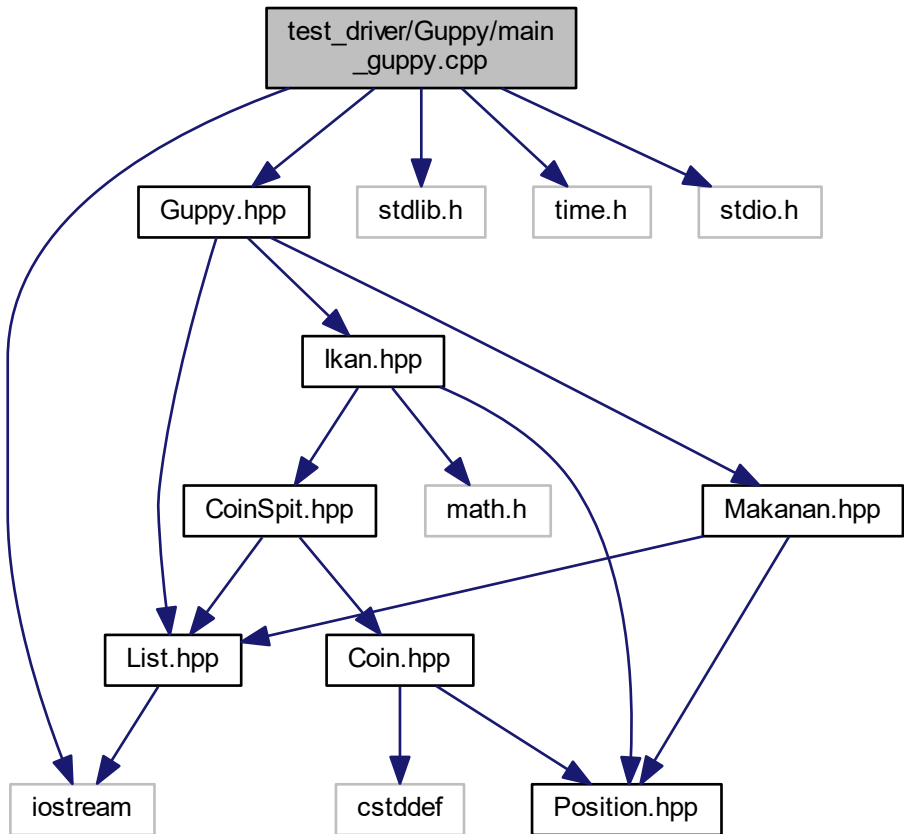 test_driver/Guppy/main
_guppy.cpp
Guppy.hpp
stdlib.h
time.h
stdio.h
Ikan.hpp
CoinSpit.hpp
math.h
Makanan.hpp
List.hpp
Coin.hpp
iostream
cstddef
Position.hpp